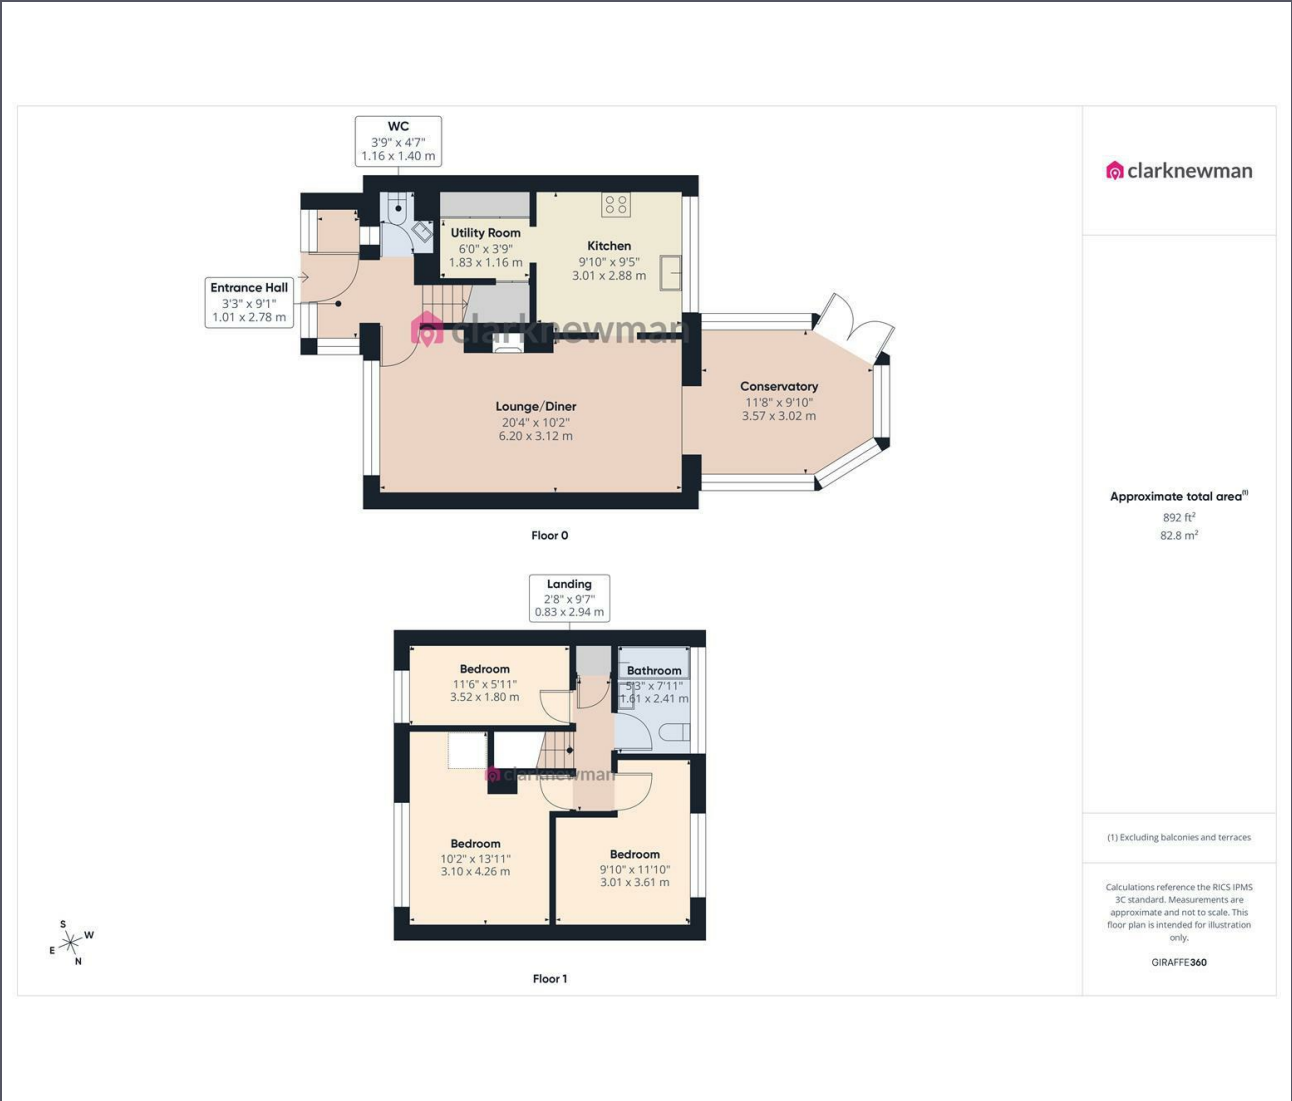 WC
3'9" x 4'7"
1.16 x 1.40 m
Utility Room
6'0" x 3'9"
1.83 x 1.16 m
Kitchen
9'10" x 9'5"
3.01 x 2.88 m
Entrance Hall
3'3" x 9'1"
1.01 x 2.78 m
clarknewman
Lounge/Diner
20'4" x 10'2"
6.20 x 3.12 m
Conservatory
11'8" x 9'10"
3.57 x 3.02 m
Floor 0
Landing
2'8" x 9'7"
0.83 x 2.94 m
Bedroom
11'6" x 5'11"
3.52 x 1.80 m
Bathroom
5'3" x 7'11"
1.61 x 2.41 m
clarknewman
Bedroom
10'2" x 13'11"
3.10 x 4.26 m
Bedroom
9'10" x 11'10"
3.01 x 3.61 m
Floor 1
S
W
E
N
clarknewman
Approximate total area(1)
892 ft²
82.8 m²
(1) Excluding balconies and terraces
Calculations reference the RICS IPMS
3C standard. Measurements are
approximate and not to scale. This
floor plan is intended for illustration
only.
GIRAFFE360